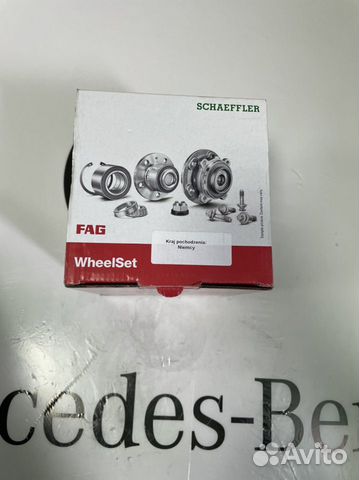 SCHAEFFLER
FAG
Kraj pochodzenia:
Niemcy
WheelSet
cedes-Be
Avito